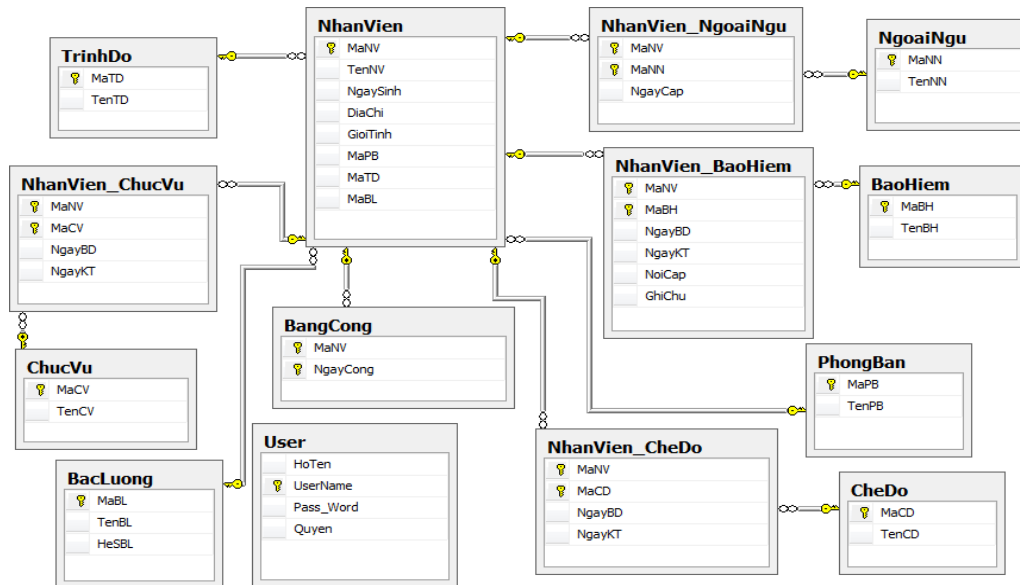 TrinhDo
MaTD
TenTD
NhanVien
MaNV
TenNV
NgaySinh
DiaChi
GioiTinh
MaPB
MaTD
MaBL
NhanVien_NgoaiNgu
MaNV
MaNN
NgayCap
NgoaiNgu
MaNN
TenNN
NhanVien_ChucVu
MaNV
MaCV
NgayBD
NgayKT
NhanVien_BaoHiem
MaNV
MaBH
NgayBD
NgayKT
NoiCap
GhiChu
BaoHiem
MaBH
TenBH
BangCong
MaNV
NgayCong
ChucVu
MaCV
TenCV
PhongBan
MaPB
TenPB
User
HoTen
UserName
Pass_Word
Quyen
NhanVien_CheDo
MaNV
MaCD
NgayBD
NgayKT
BacLuong
MaBL
TenBL
HeSBL
CheDo
MaCD
TenCD